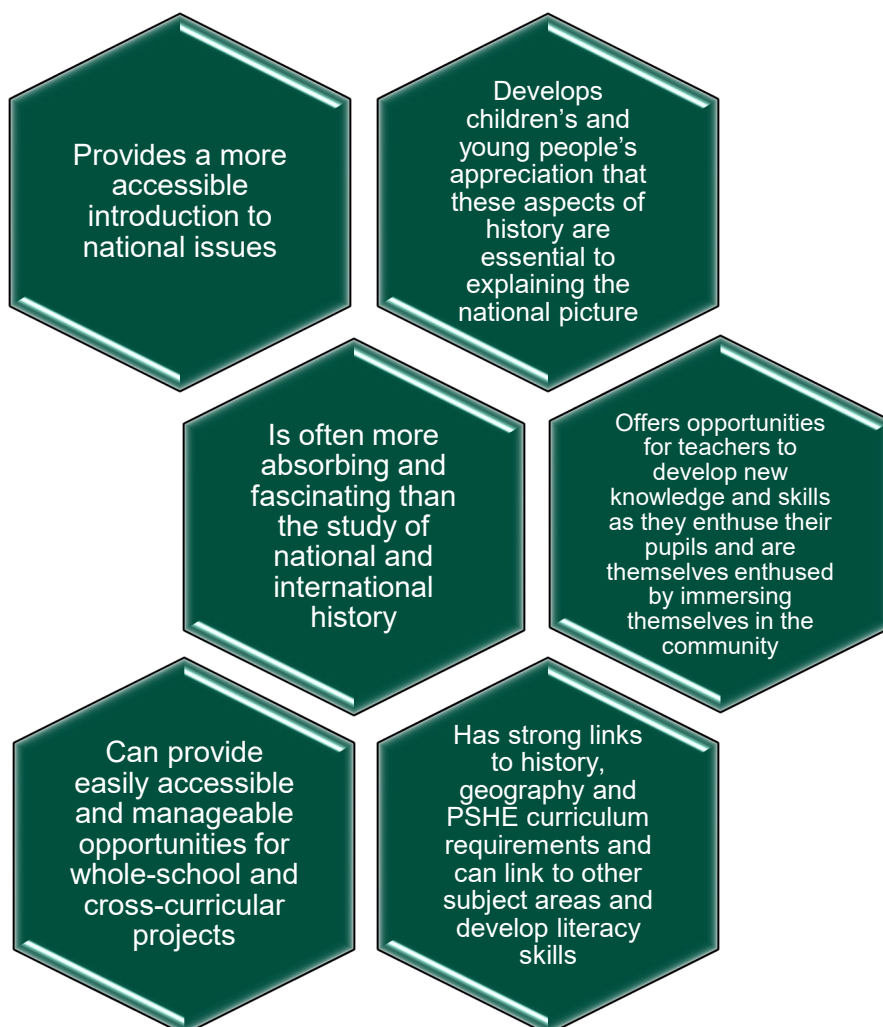 Provides a more
accessible
introduction to
national issues
Develops
children’s and
young people’s
appreciation that
these aspects of
history are
essential to
explaining the
national picture
Is often more
absorbing and
fascinating than
the study of
national and
international
history
Offers opportunities
for teachers to
develop new
knowledge and skills
as they enthuse their
pupils and are
themselves enthused
by immersing
themselves in the
community
Can provide
easily accessible
and manageable
opportunities for
whole-school and
cross-curricular
projects
Has strong links
to history,
geography and
PSHE curriculum
requirements and
can link to other
subject areas and
develop literacy
skills